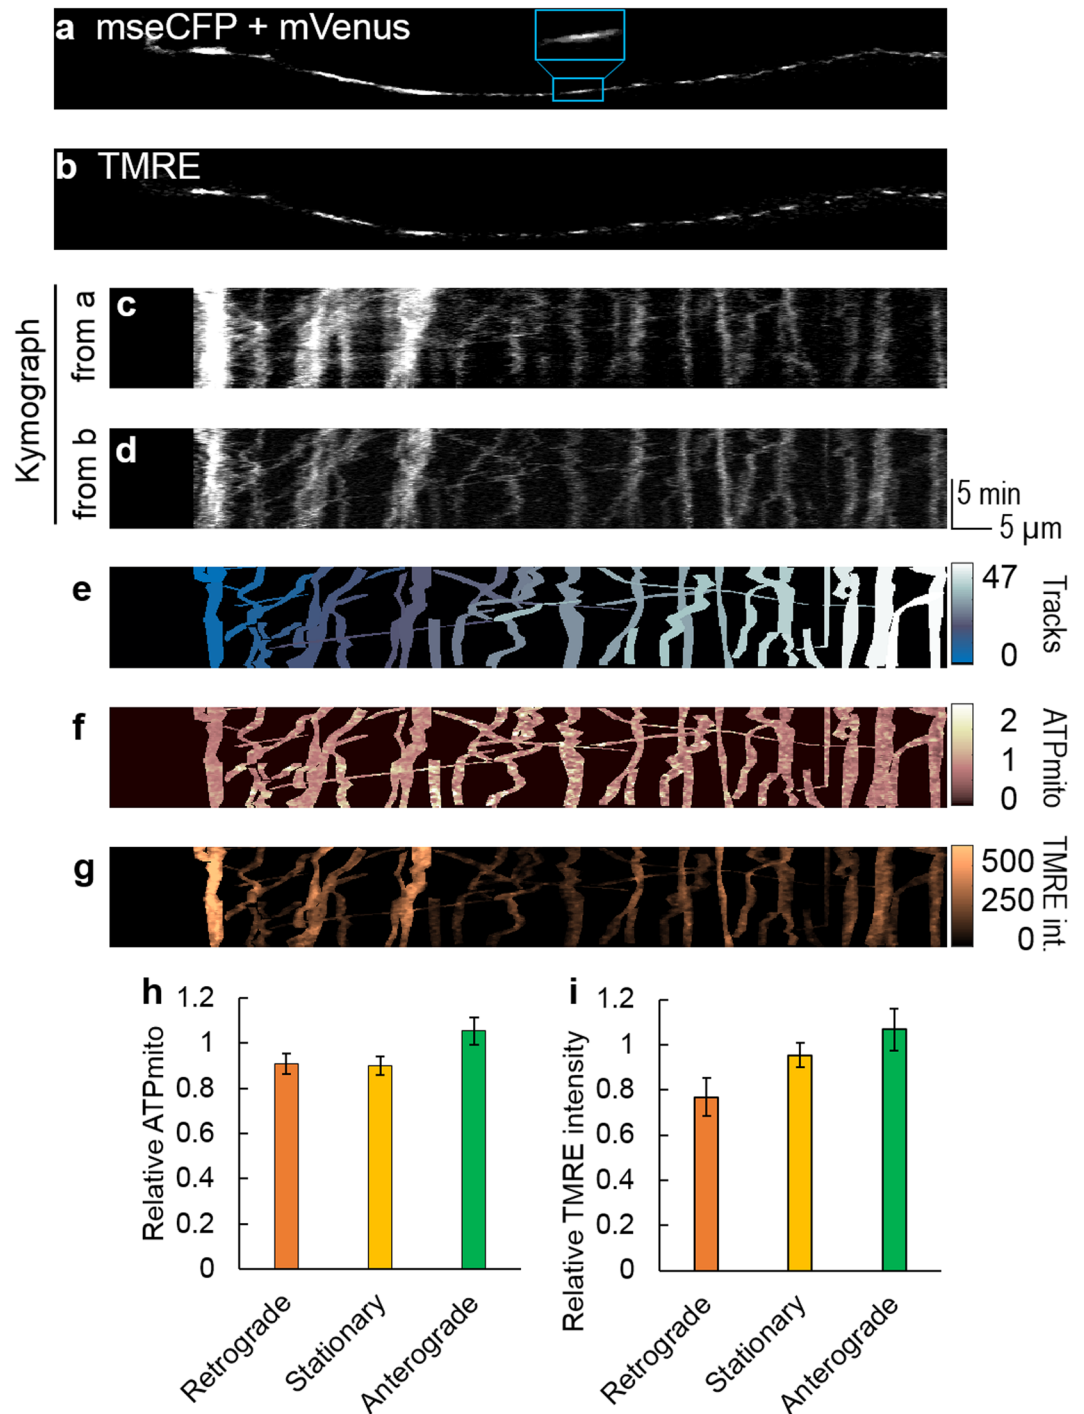 a mseCFP + mVenus
b TMRE
Kymograph
from a
c
from b
d
5 min
5 µm
e
47
0
Tracks
f
2
1
0
ATPmito
g
500
250
0
TMRE int.
h
Relative ATPmito
1.2
1
0.8
0.6
0.4
0.2
0
Retrograde
Stationary
Anterograde
i
Relative TMRE intensity
1.2
1
0.8
0.6
0.4
0.2
0
Retrograde
Stationary
Anterograde